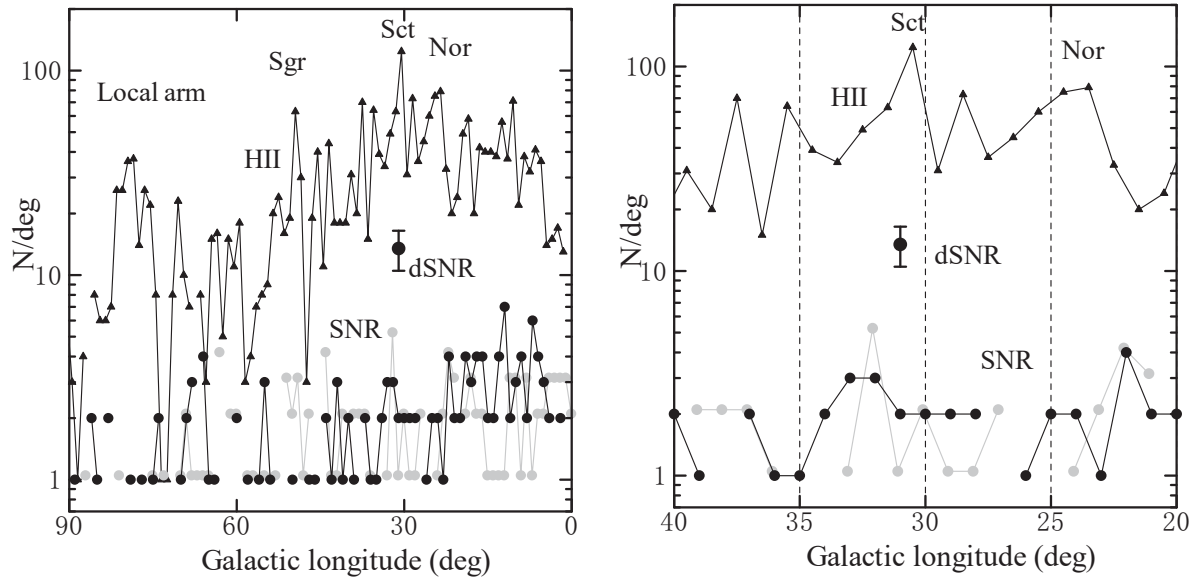 Sct
Nor
Sgr
100
Local arm
HII
N/deg
10
dSNR
SNR
1
90
60
30
0
Galactic longitude (deg)
Sct
Nor
100
HII
N/deg
10
dSNR
SNR
1
40
35
30
25
20
Galactic longitude (deg)